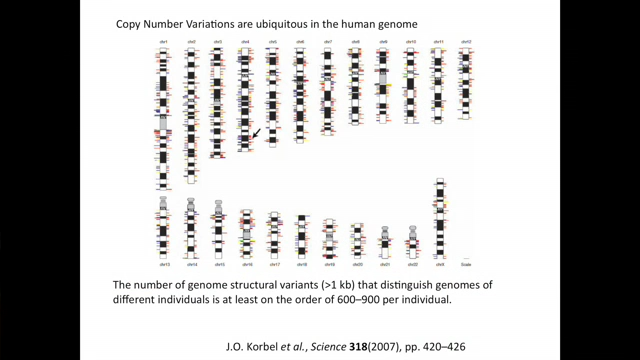 Copy Number Variations are ubiquitous in the human genome
chr1 chr2 chr3 chr4 chr5 chr6 chr7 chr8 chr9 chr10 chr11 chr12
chr13 chr14 chr15 chr16 chr17 chr18 chr19 chr20 chr21 chr22 chrX Scale
The number of genome structural variants (>1 kb) that distinguish genomes of
different individuals is at least on the order of 600–900 per individual.
J.O. Korbel et al., Science 318(2007), pp. 420–426